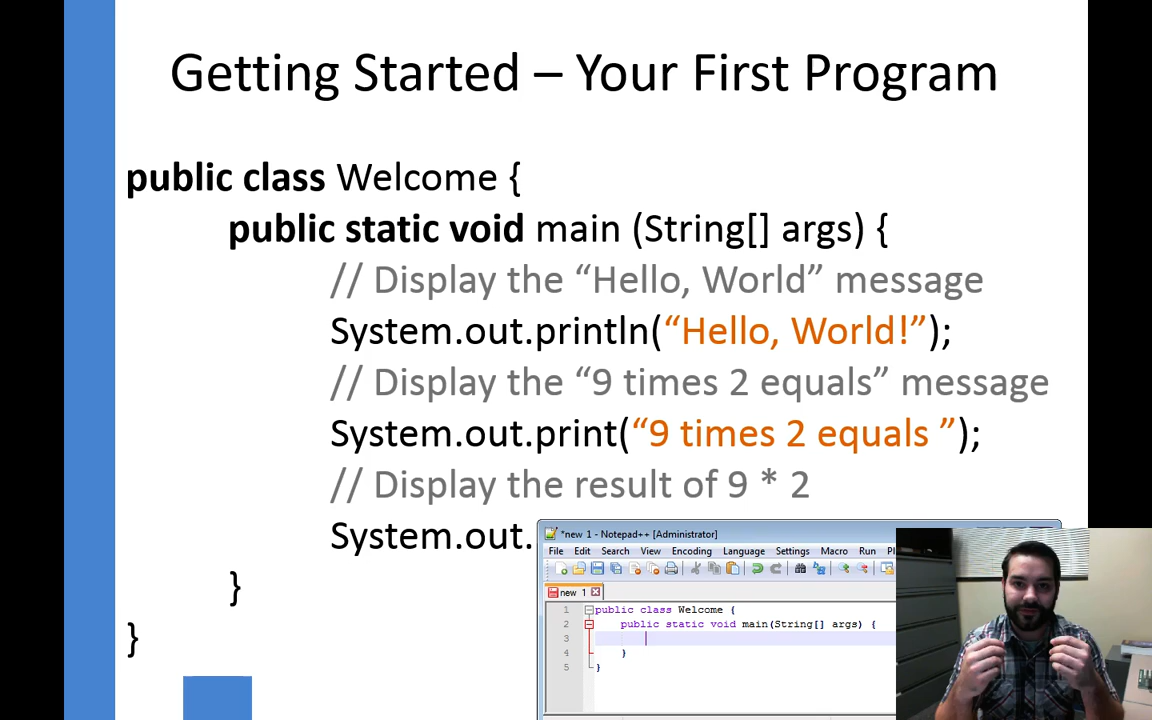 Getting Started – Your First Program
public class Welcome {
public static void main (String[] args) {
// Display the “Hello, World” message
System.out.println(“Hello, World!”);
// Display the “9 times 2 equals” message
System.out.print(“9 times 2 equals ”);
// Display the result of 9 * 2
System.out.
}
}
*new 1 - Notepad++ [Administrator]
File Edit Search View Encoding Language Settings Macro Run
new 1
1 public class Welcome {
2 public static void main(String[] args) {
3
4 }
5 }